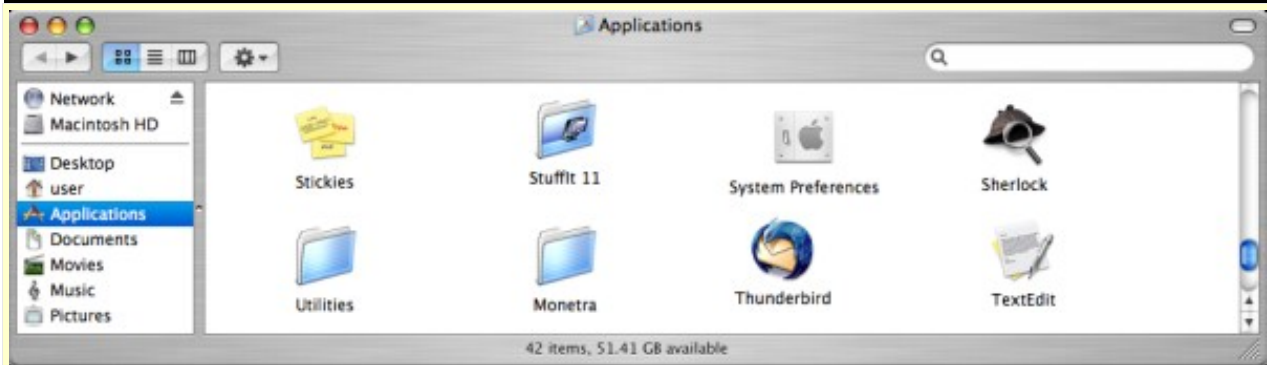 Applications
Network
Macintosh HD
Desktop
user
Applications
Documents
Movies
Music
Pictures
Stickies
StuffIt 11
System Preferences
Sherlock
Utilities
Monetra
Thunderbird
TextEdit
42 items, 51.41 GB available